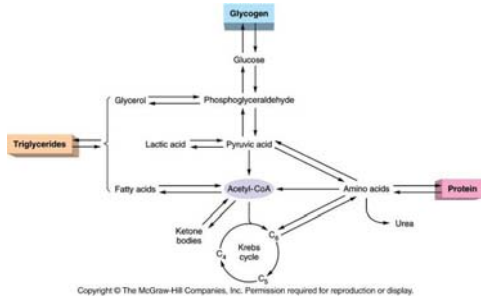 Glycogen
Glucose
Glycerol
Phosphoglyceraldehyde
Triglycerides
Lactic acid
Pyruvic acid
Fatty acids
Acetyl-CoA
Amino acids
Protein
Urea
Ketone
bodies
Krebs
cycle
C6
C4
C5
Copyright © The McGraw-Hill Companies, Inc. Permission required for reproduction or display.